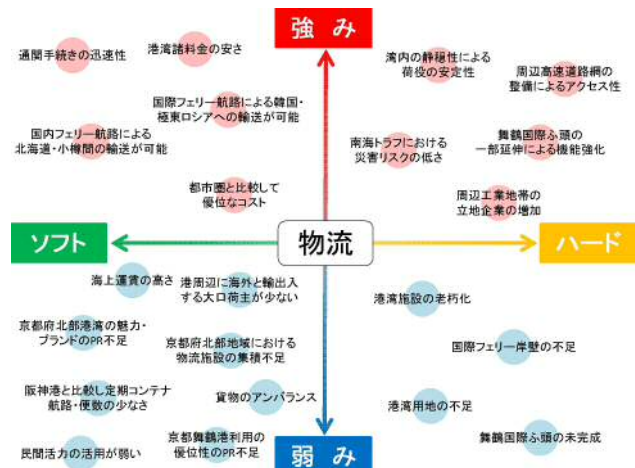 強み
通関手続きの迅速性
港湾諸料金の安さ
国際フェリー航路による韓国・
極東ロシアへの輸送が可能
国内フェリー航路による
北海道・小樽間の輸送が可能
都市圏と比較して
優位なコスト
湾内の静穏性による
荷役の安定性
周辺高速道路網の
整備によるアクセス性
南海トラフにおける
災害リスクの低さ
舞鶴国際ふ頭の
一部延伸による機能強化
周辺工業地帯の
立地企業の増加
ソフト
物流
ハード
海上運賃の高さ
港周辺に海外と輸出入
する大口荷主が少ない
京都府北部港湾の魅力・
ブランドのPR不足
京都府北部地域における
物流施設の集積不足
阪神港と比較し定期コンテナ
航路・便数の少なさ
貨物のアンバランス
民間活力の活用が弱い
京都舞鶴港利用の
優位性のPR不足
港湾施設の老朽化
国際フェリー岸壁の不足
港湾用地の不足
舞鶴国際ふ頭の未完成
弱み